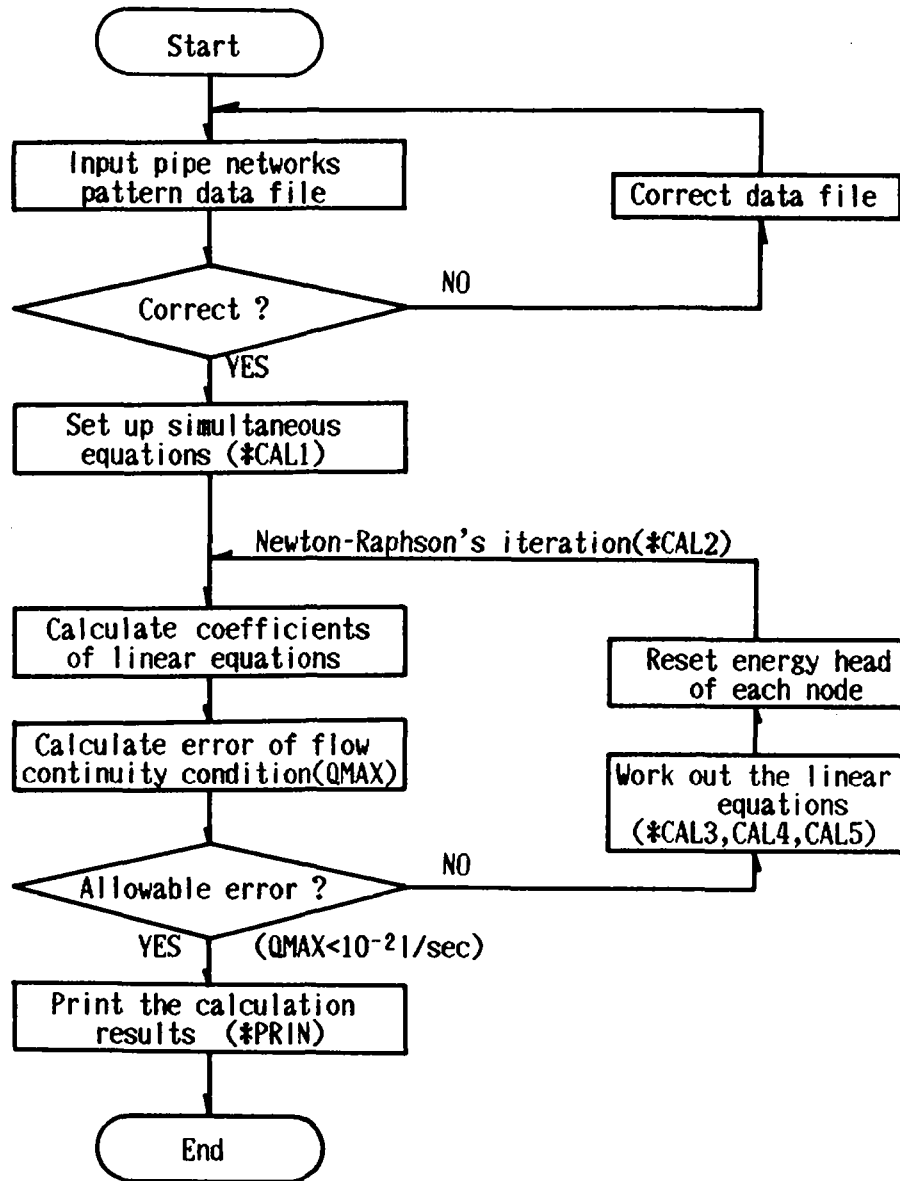 Start
Input pipe networks
pattern data file
Correct data file
Correct ?
NO
YES
Set up simultaneous
equations (*CAL1)
Newton-Raphson's iteration(*CAL2)
Calculate coefficients
of linear equations
Reset energy head
of each node
Calculate error of flow
continuity condition(QMAX)
Work out the linear
equations
(*CAL3,CAL4,CAL5)
Allowable error ?
NO
YES (QMAX<10⁻²l/sec)
Print the calculation
results (*PRIN)
End